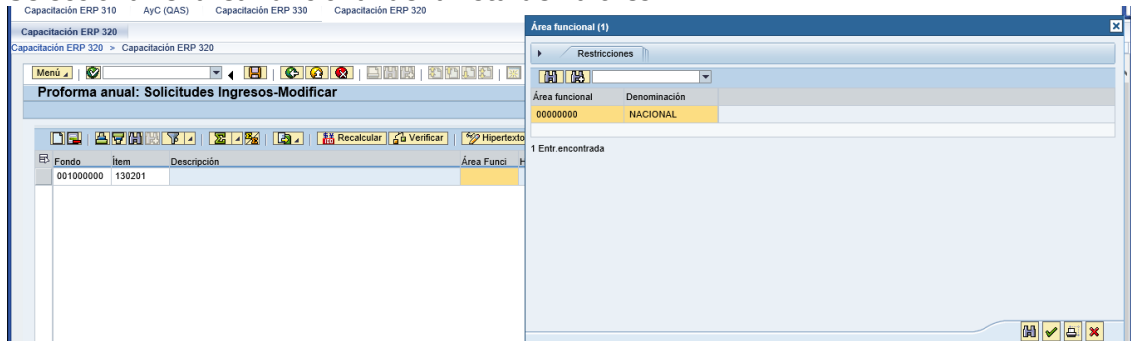 Capacitación ERP 310 AyC (QAS) Capacitación ERP 330 Capacitación ERP 320
Capacitación ERP 320
Capacitación ERP 320 > Capacitación ERP 320
Menú
Proforma anual: Solicitudes Ingresos-Modificar
Recalcular Verificar Hipertexto
Fondo Ítem Descripción Área Funci
001000000 130201
Área funcional (1)
Restricciones
Área funcional Denominación
00000000 NACIONAL
1 Entr.encontrada